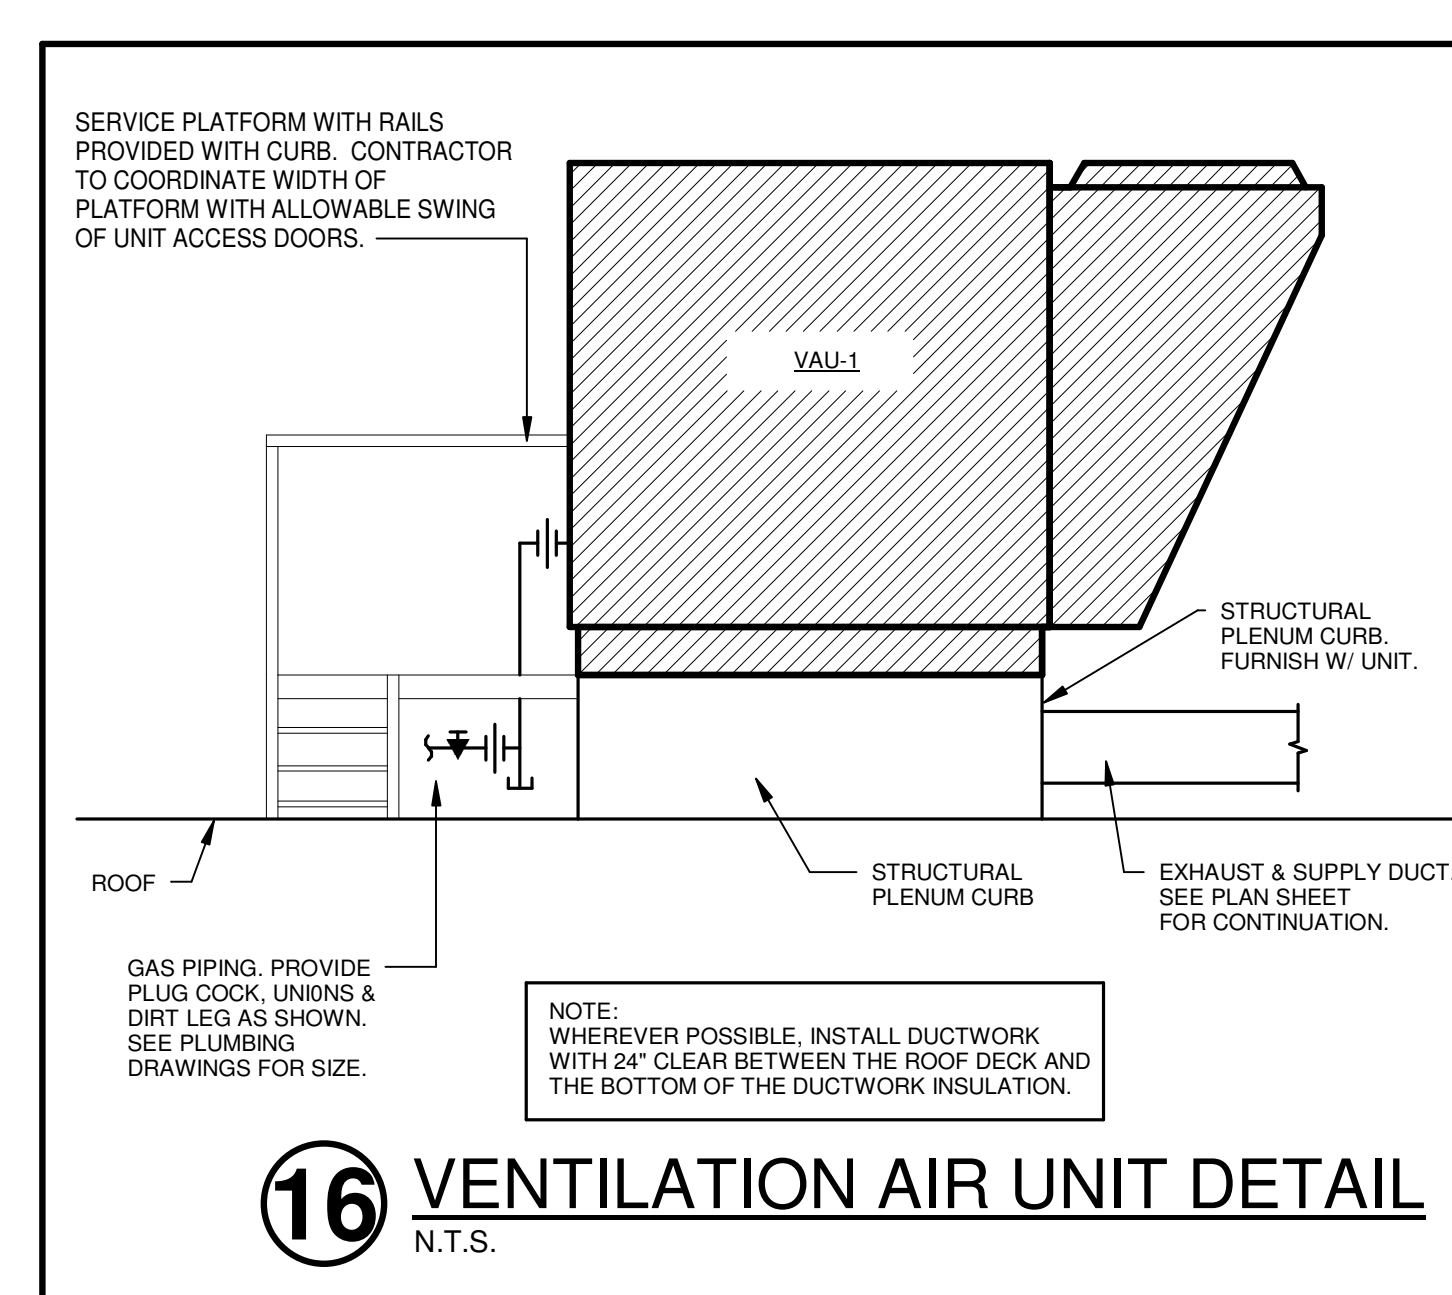 SERVICE PLATFORM WITH RAILS
PROVIDED WITH CURB.  CONTRACTOR
TO COORDINATE WIDTH OF
PLATFORM WITH ALLOWABLE SWING
OF UNIT ACCESS DOORS.
VAU-1
STRUCTURAL
PLENUM CURB.
FURNISH W/ UNIT.
ROOF
STRUCTURAL
PLENUM CURB
EXHAUST & SUPPLY DUCT.
SEE PLAN SHEET
FOR CONTINUATION.
GAS PIPING. PROVIDE
PLUG COCK, UNI0NS &
DIRT LEG AS SHOWN.
SEE PLUMBING
DRAWINGS FOR SIZE.
NOTE:
WHEREVER POSSIBLE, INSTALL DUCTWORK
WITH 24" CLEAR BETWEEN THE ROOF DECK AND
THE BOTTOM OF THE DUCTWORK INSULATION.
16 VENTILATION AIR UNIT DETAIL
N.T.S.